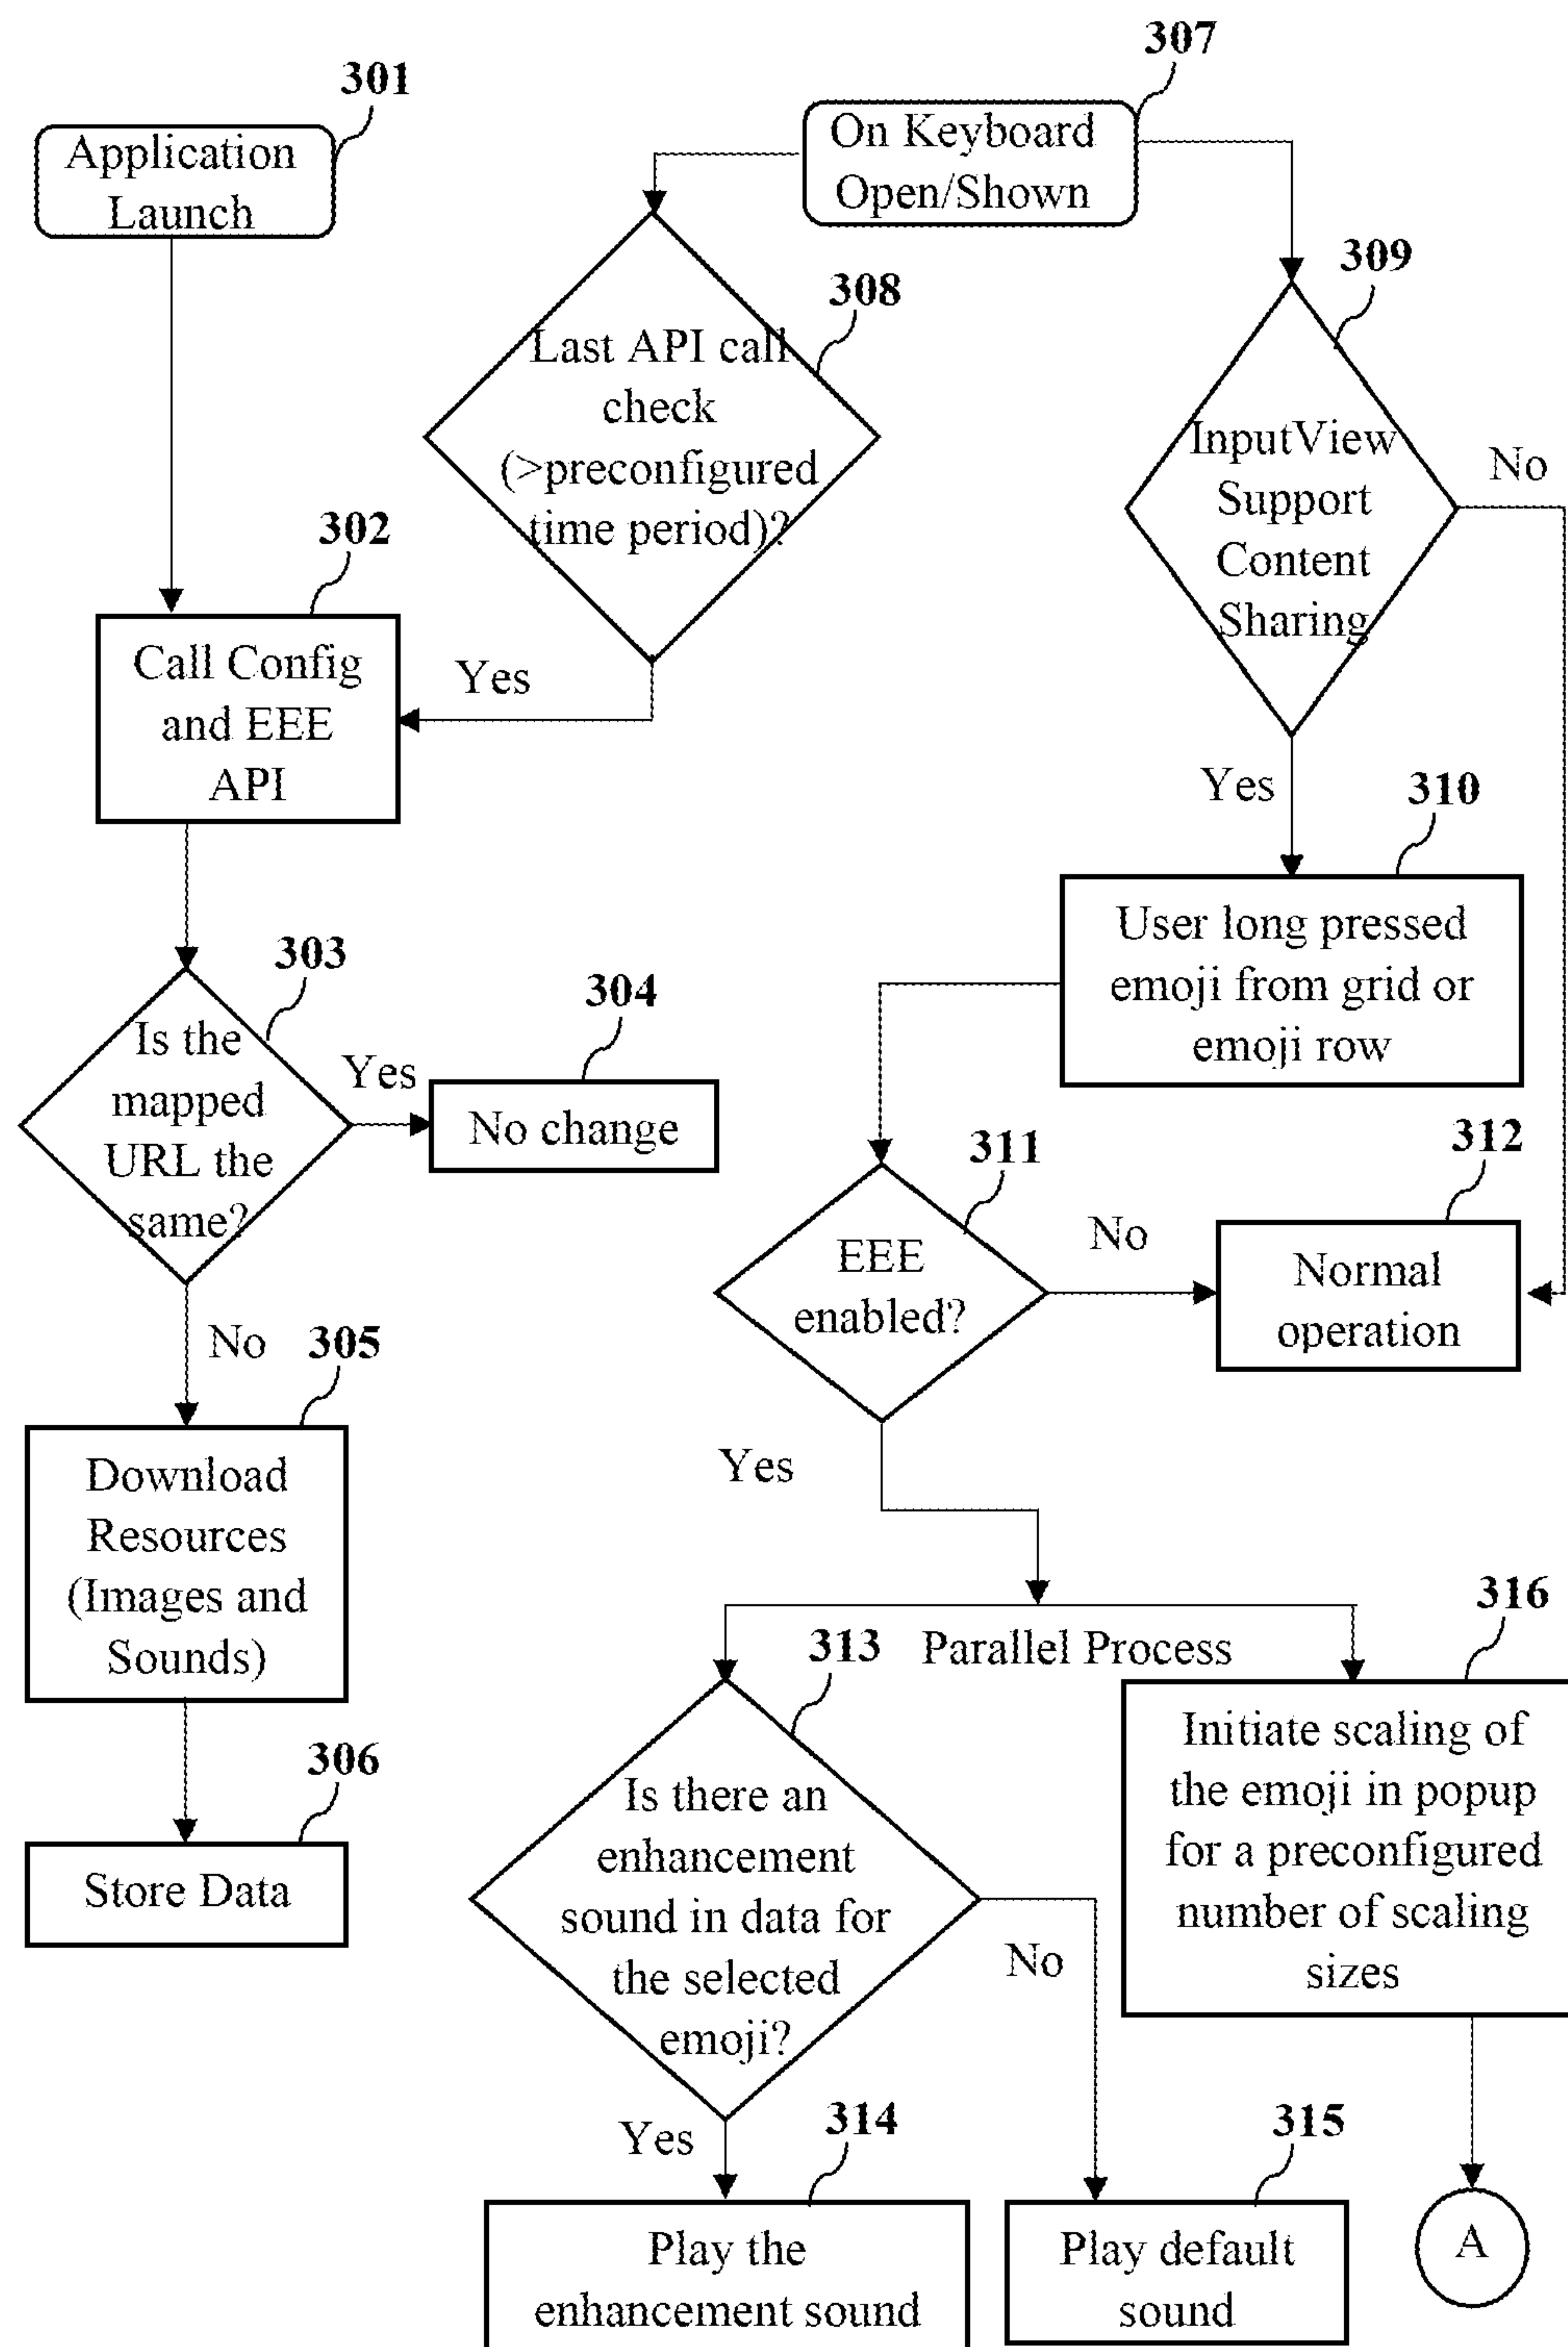 301
Application
Launch
307
On Keyboard
Open/Shown
308
Last API call
check
(>preconfigured
time period)?
309
InputView
Support
Content
Sharing
No
302
Call Config
and EEE
API
Yes
Yes
310
User long pressed
emoji from grid or
emoji row
303
Is the
mapped
URL the
same?
Yes
304
No change
311
EEE
enabled?
No
312
Normal
operation
No
305
Download
Resources
(Images and
Sounds)
Yes
Parallel Process
306
Store Data
313
Is there an
enhancement
sound in data for
the selected
emoji?
No
316
Initiate scaling of
the emoji in popup
for a preconfigured
number of scaling
sizes
Yes
314
Play the
enhancement sound
315
Play default
sound
A